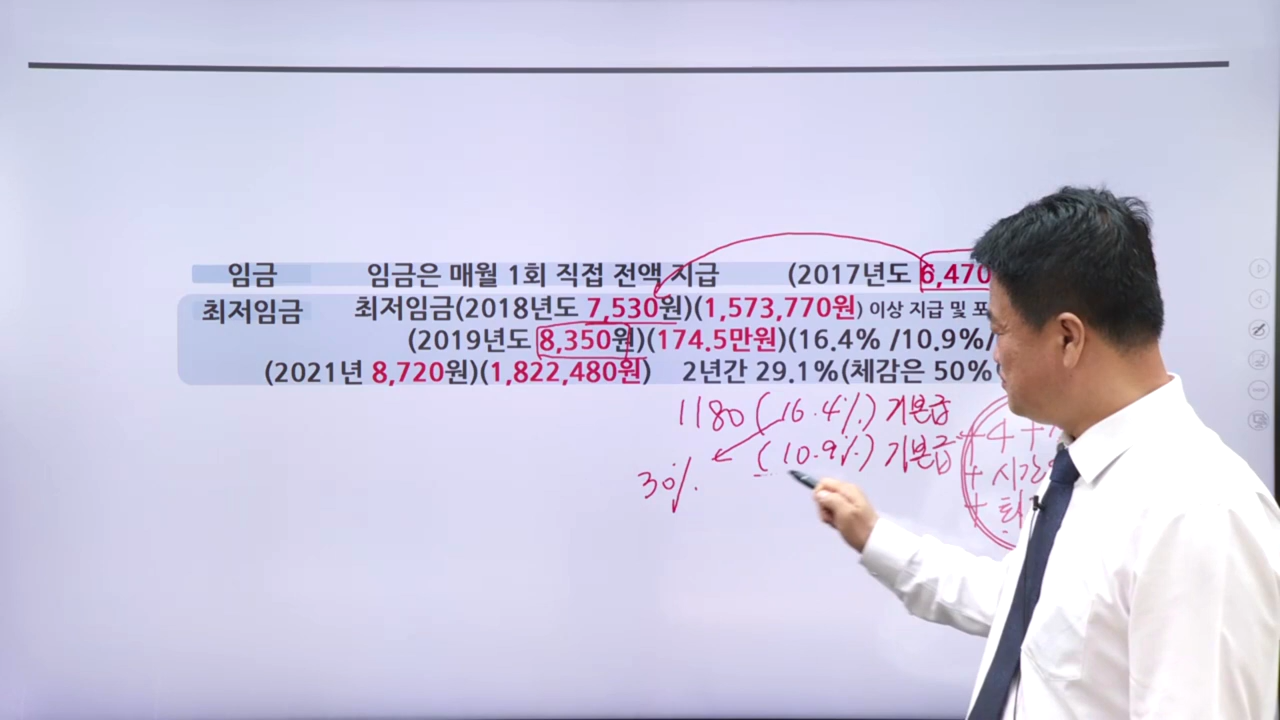 임금 임금은 매월 1회 직접 전액 지급 (2017년도 6,470
최저임금 최저임금(2018년도 7,530원)(1,573,770원) 이상 지급 및 포
(2019년도 8,350원)(174.5만원)(16.4% /10.9%/
(2021년 8,720원)(1,822,480원) 2년간 29.1%(체감은 50%
1180 (16.4%) 기본급
(10.9%) 기본급
30%
+ 4 +
+ 시간
+